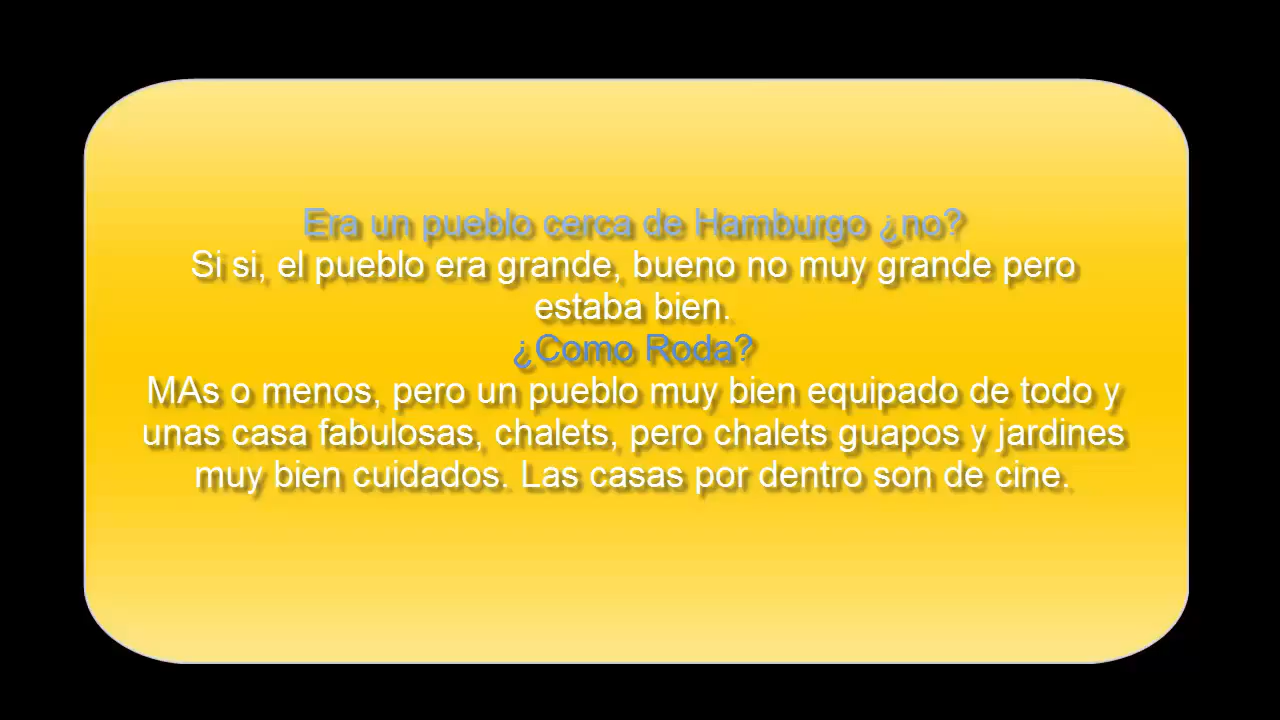 Era un pueblo cerca de Hamburgo ¿no?
Si si, el pueblo era grande, bueno no muy grande pero
estaba bien.
¿Como Roda?
MAs o menos, pero un pueblo muy bien equipado de todo y
unas casa fabulosas, chalets, pero chalets guapos y jardines
muy bien cuidados. Las casas por dentro son de cine.